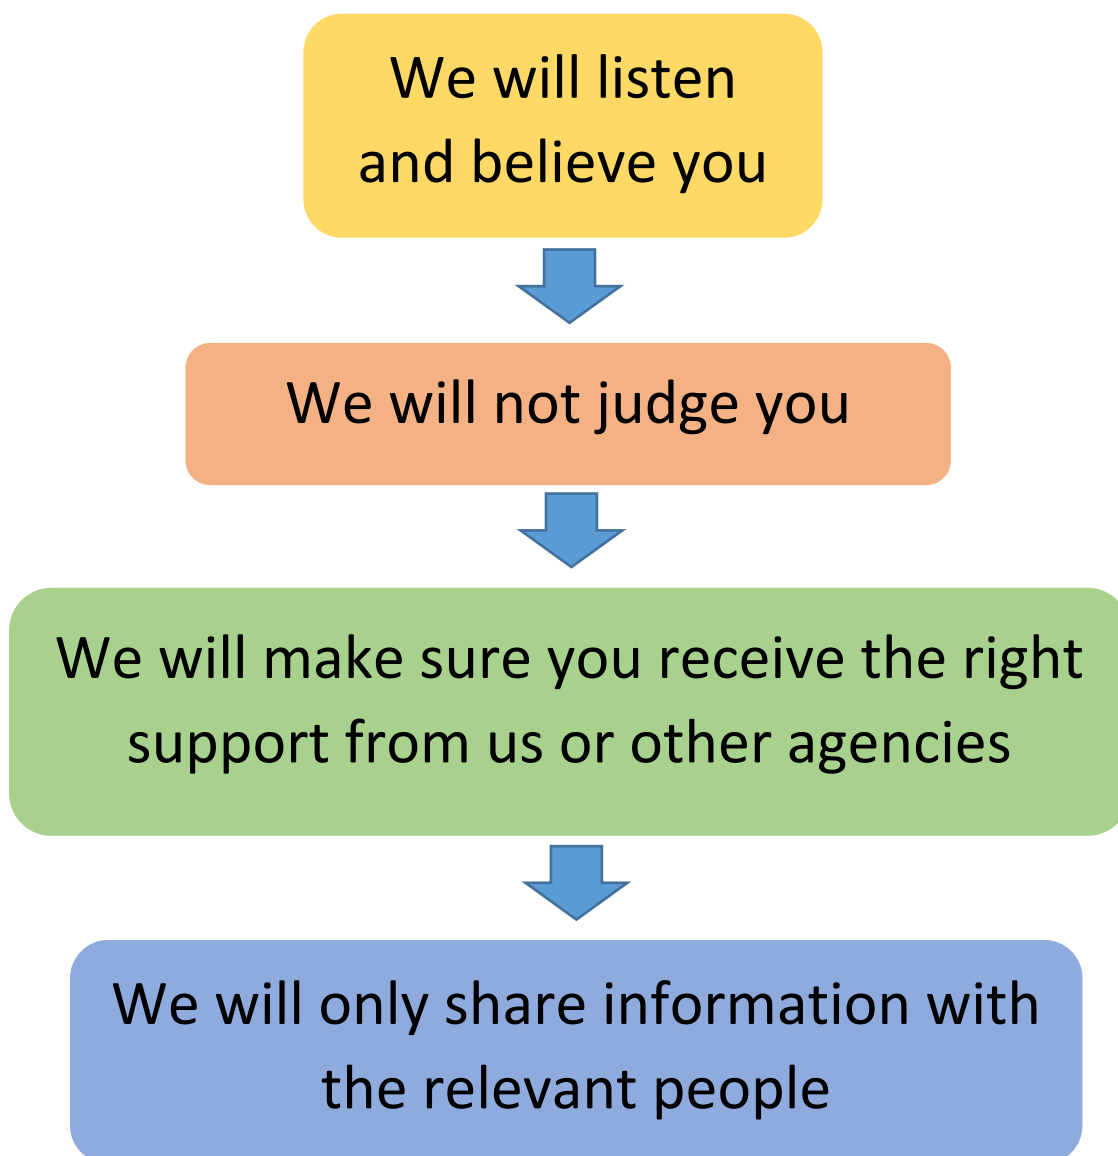 We will listen
and believe you
We will not judge you
We will make sure you receive the right
support from us or other agencies
We will only share information with
the relevant people